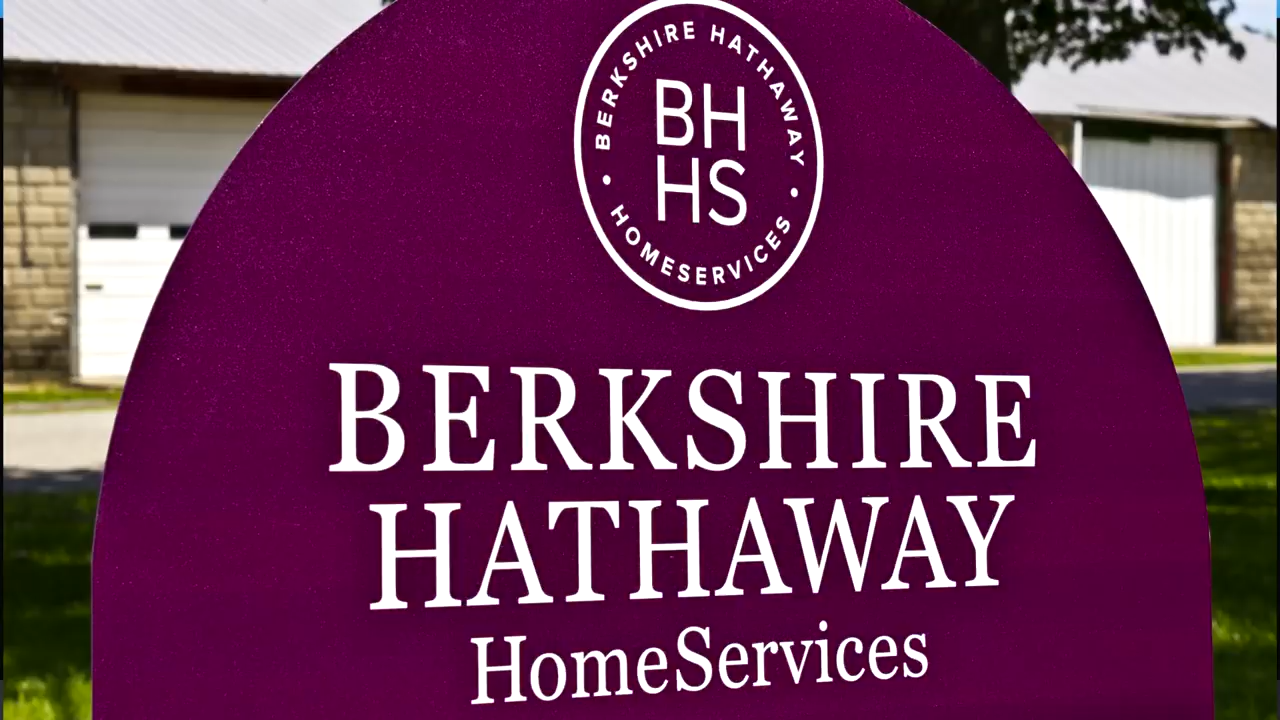 BERKSHIRE HATHAWAY
BH
HS
• HOMESERVICES •
BERKSHIRE
HATHAWAY
HomeServices